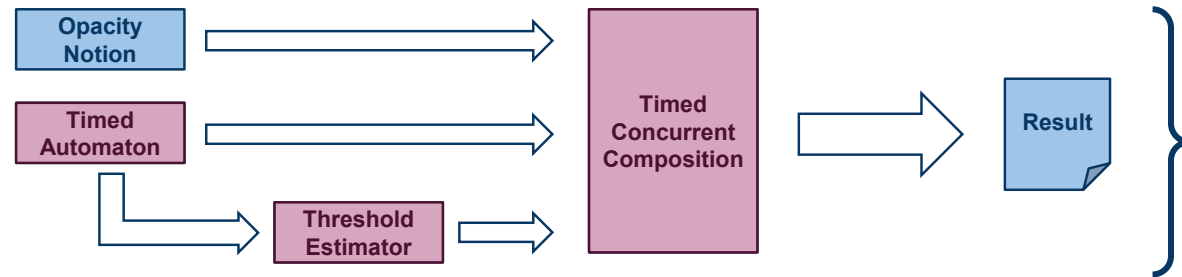 Opacity
Notion
Timed
Automaton
Threshold
Estimator
Timed
Concurrent
Composition
Result